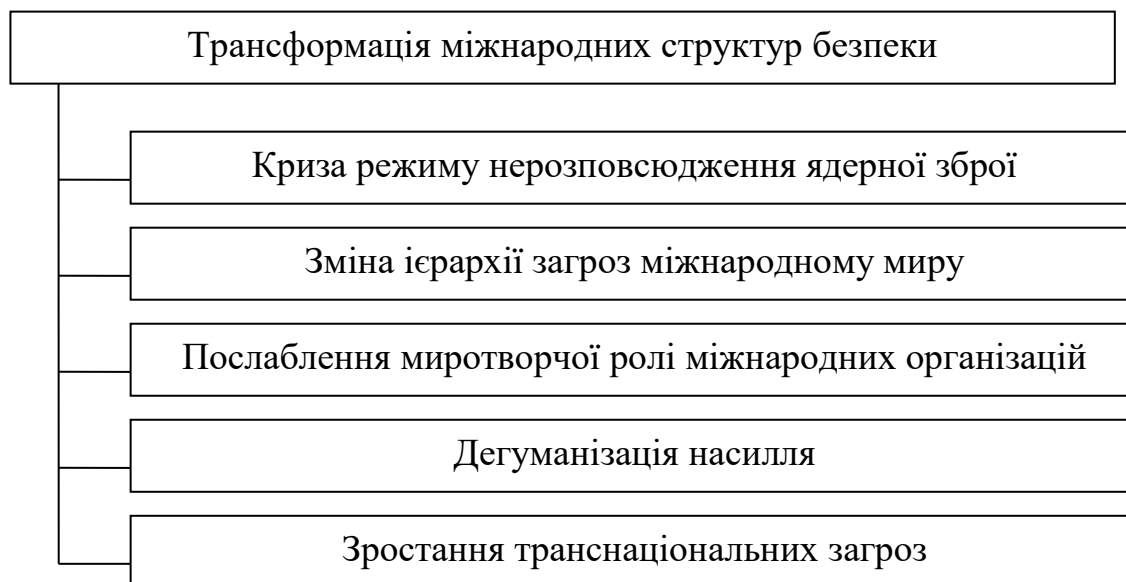 Трансформація міжнародних структур безпеки
Криза режиму нерозповсюдження ядерної зброї
Зміна ієрархії загроз міжнародному миру
Послаблення миротворчої ролі міжнародних організацій
Дегуманізація насилля
Зростання транснаціональних загроз